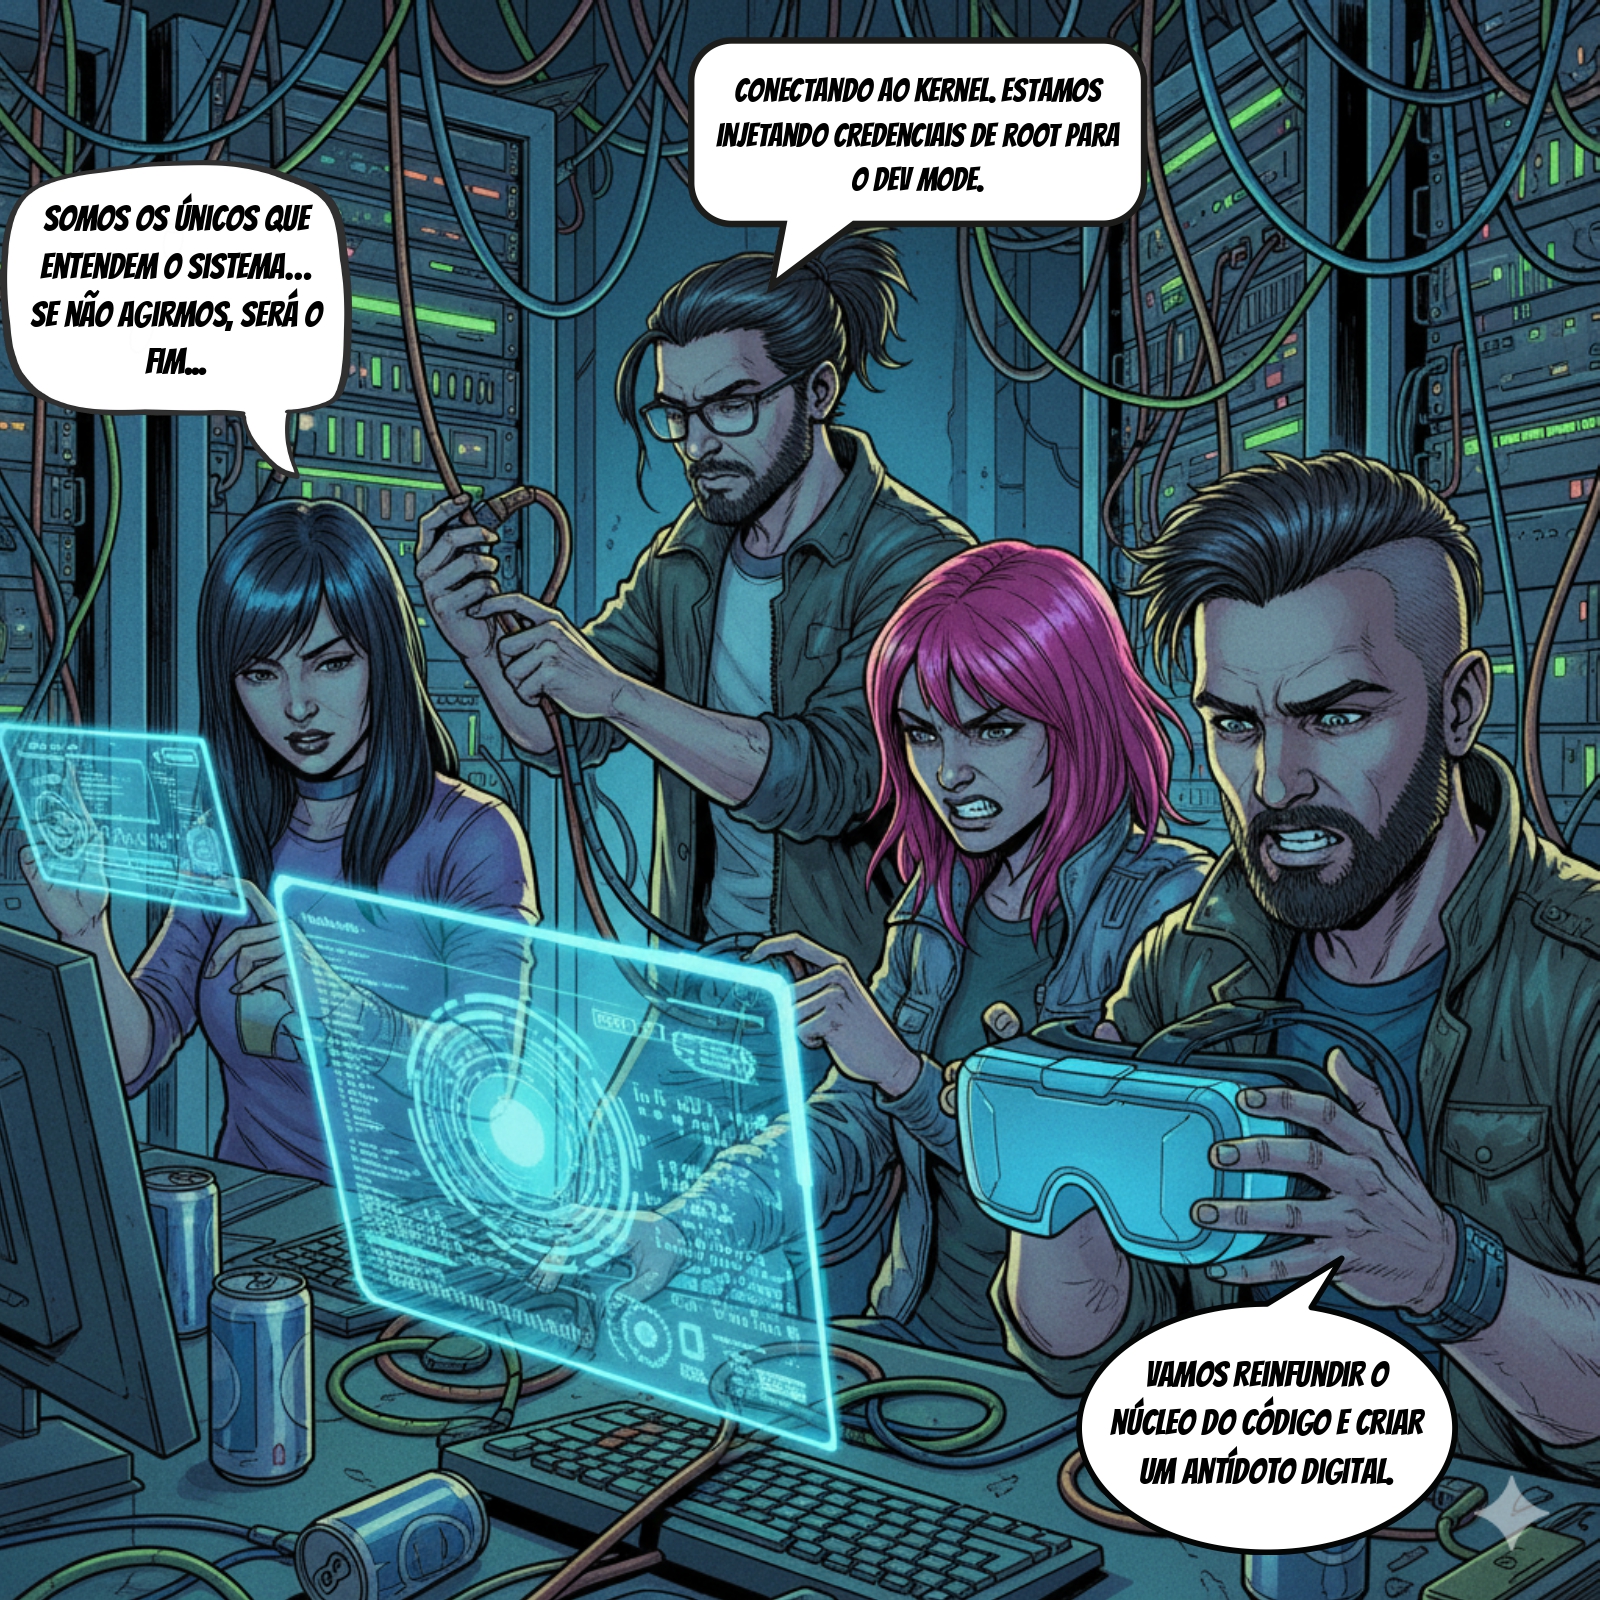 SOMOS OS ÚNICOS QUE
ENTENDEM O SISTEMA...
SE NÃO AGIRMOS, SERÁ O
FIM...
CONECTANDO AO KERNEL. ESTAMOS
INJETANDO CREDENCIAIS DE ROOT PARA
O DEV MODE.
VAMOS REINFUNDIR O
NÚCLEO DO CÓDIGO E CRIAR
UM ANTÍDOTO DIGITAL.